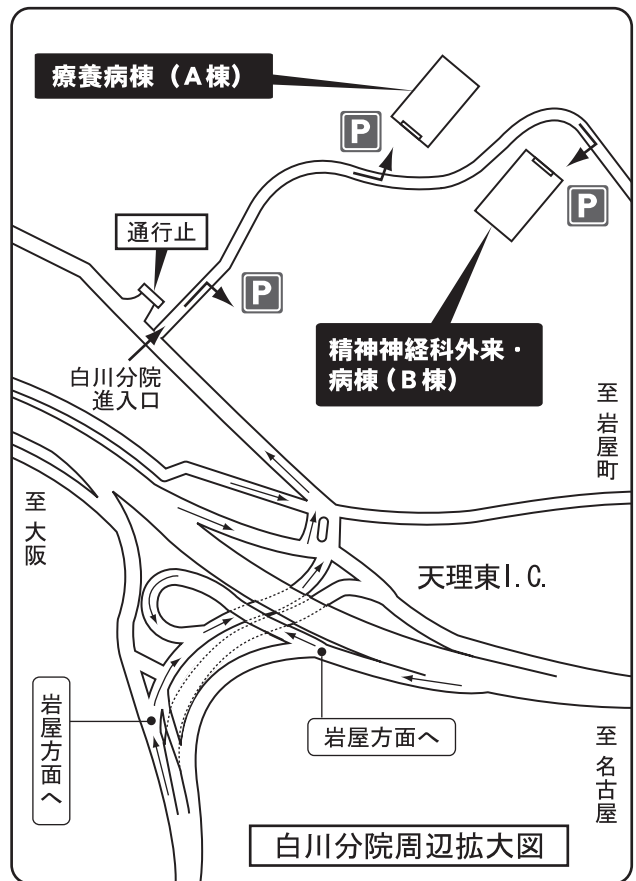 療養病棟（A棟）
P
P
通行止
P
白川分院
進入口
精神神経科外来・
病棟（B棟）
至岩屋町
至大阪
天理東I.C.
岩屋方面へ
岩屋方面へ
至名古屋
白川分院周辺拡大図